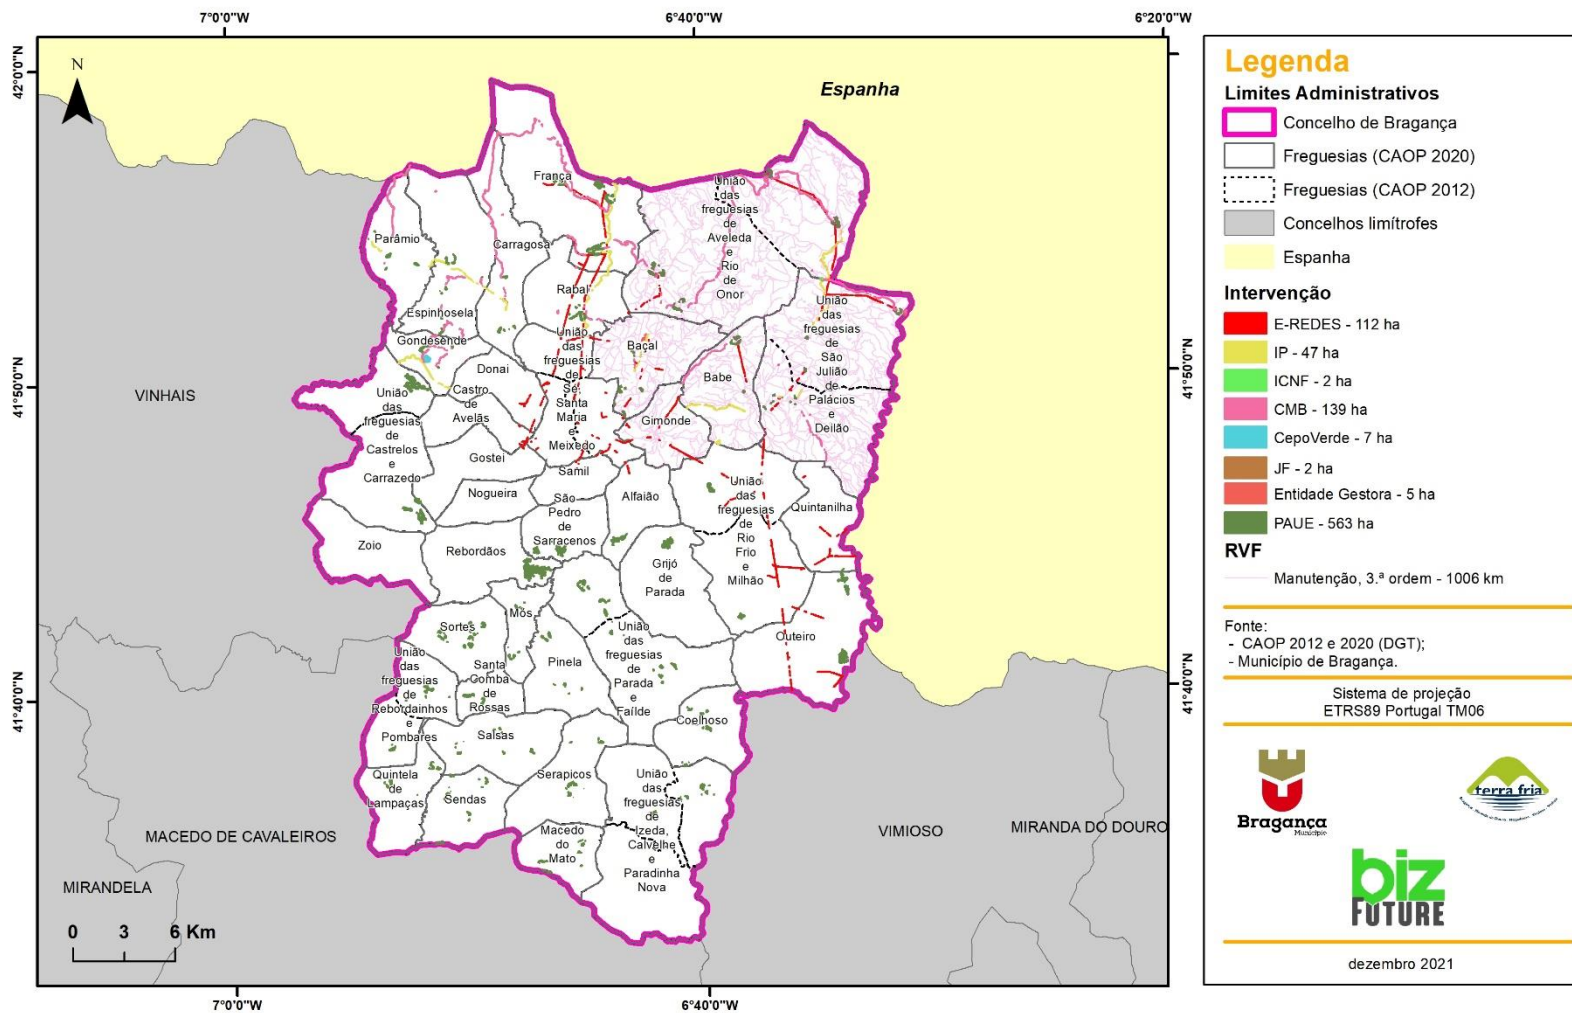 7°0'0"W
6°40'0"W
6°20'0"W
42°0'0"N
41°50'0"N
41°40'0"N
N
Espanha
França
Parâmio
Carragosa
Rabal
Espinhosela
Gondesende
Donai
Castro
de
Avelãs
União
das
freguesias
de
Aveleda
e
Rio
de
Onor
União
das
freguesias
de
São
Julião
de
Palácios
e
Deilão
União
das
freguesias
de
Sé
Santa
Maria
e
Meixedo
Baçal
Babe
Gimonde
VINHAIS
União
das
freguesias
de
Castrelos
e
Carrazedo
Gostei
Nogueira
Samil
São
Pedro
de
Sarracenos
Alfaião
União
das
freguesias
de
Rio
Frio
e
Milhão
Quintanilha
Zoio
Rebordãos
Grijó
de
Parada
Mós
Sortes
Outeiro
União
das
freguesias
de
Rebordainhos
e
Pombares
Santa
Comba
de
Rossas
Pinela
União
das
freguesias
de
Parada
e
Faílde
Coelhoso
Salsas
Quintela
de
Lampaças
Sendas
Serapicos
União
das
freguesias
de
Izeda,
Calvelhe
e
Paradinha
Nova
Macedo
do
Mato
MACEDO DE CAVALEIROS
MIRANDELA
VIMIOSO
MIRANDA DO DOURO
0 3 6 Km
41°50'0"N
41°40'0"N
7°0'0"W
6°40'0"W
Legenda
Limites Administrativos
Concelho de Bragança
Freguesias (CAOP 2020)
Freguesias (CAOP 2012)
Concelhos limítrofes
Espanha
Intervenção
E-REDES - 112 ha
IP - 47 ha
ICNF - 2 ha
CMB - 139 ha
CepoVerde - 7 ha
JF - 2 ha
Entidade Gestora - 5 ha
PAUE - 563 ha
RVF
Manutenção, 3.ª ordem - 1006 km
Fonte:
- CAOP 2012 e 2020 (DGT);
- Município de Bragança.
Sistema de projeção
ETRS89 Portugal TM06
Bragança
Município
terra fria
biz
FUTURE
dezembro 2021